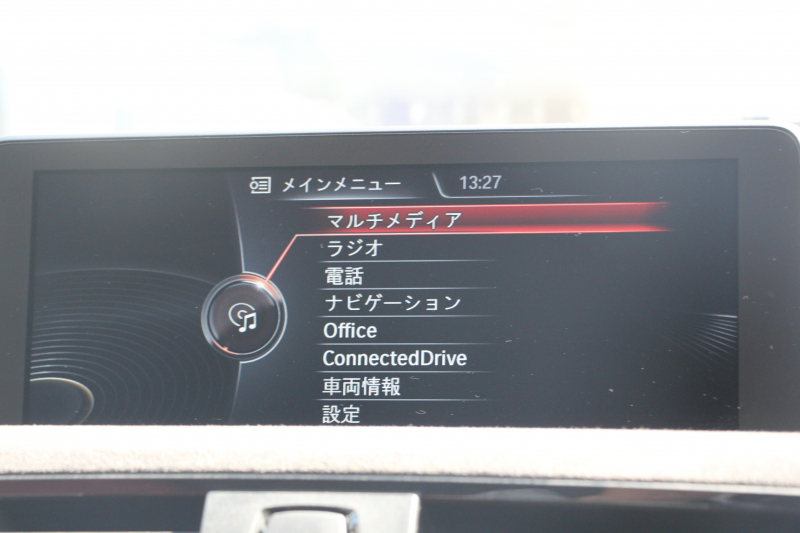 メインメニュー 13:27
マルチメディア
ラジオ
電話
ナビゲーション
Office
ConnectedDrive
車両情報
設定